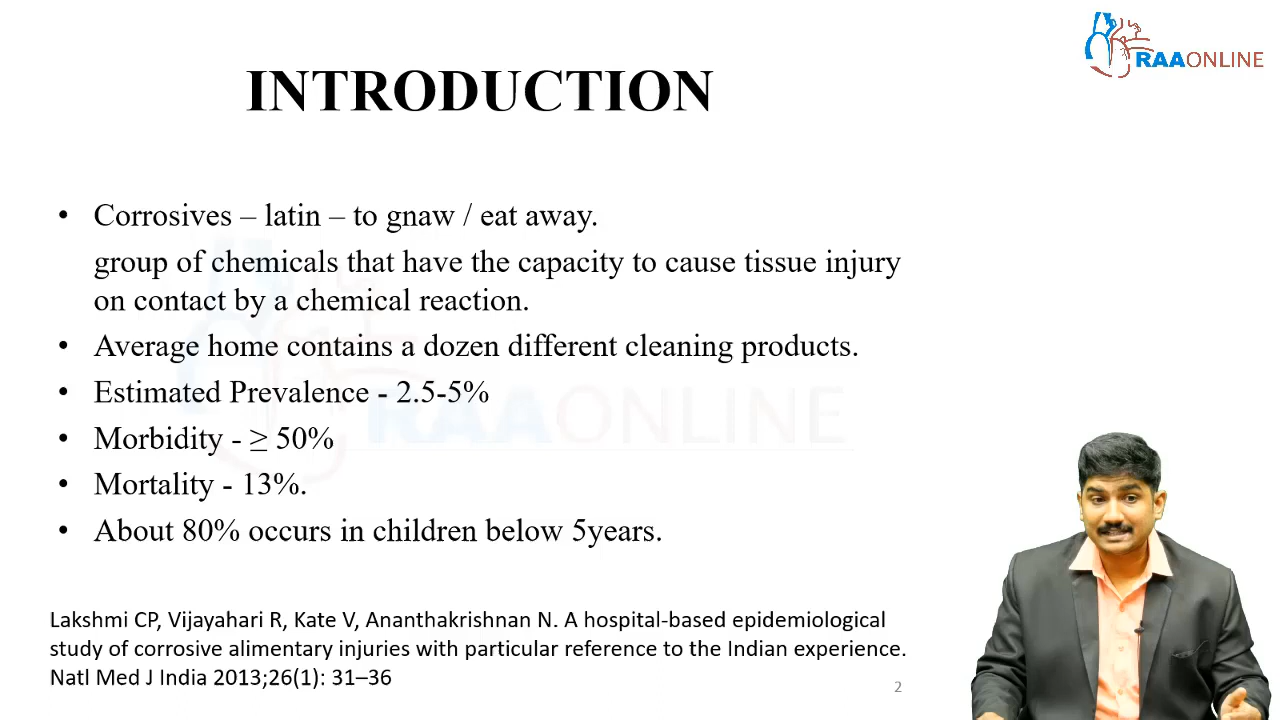 RAAONLINE
INTRODUCTION
• Corrosives – latin – to gnaw / eat away.
group of chemicals that have the capacity to cause tissue injury
on contact by a chemical reaction.
• Average home contains a dozen different cleaning products.
• Estimated Prevalence - 2.5-5%
RAAONLINE
• Morbidity - ≥ 50%
• Mortality - 13%.
• About 80% occurs in children below 5years.
Lakshmi CP, Vijayahari R, Kate V, Ananthakrishnan N. A hospital-based epidemiological
study of corrosive alimentary injuries with particular reference to the Indian experience.
Natl Med J India 2013;26(1): 31–36
2